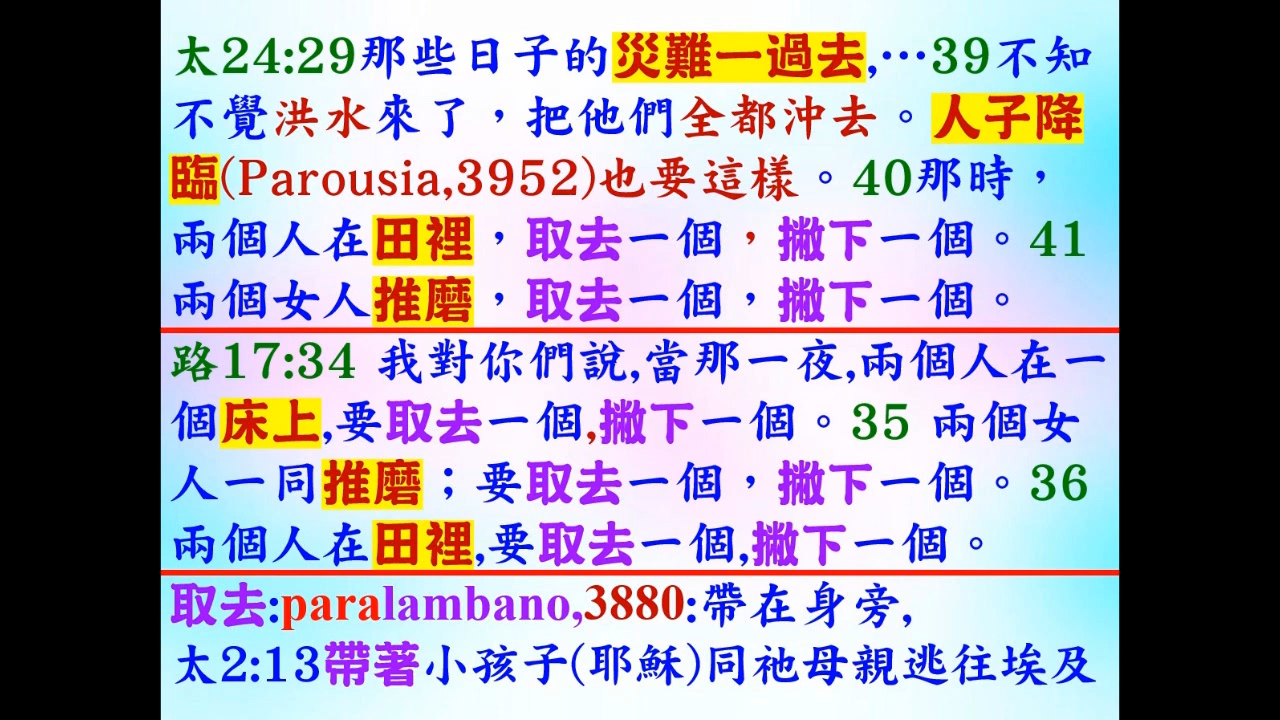 太24:29那些日子的災難一過去,…39不知
不覺洪水來了，把他們全都沖去。人子降
臨(Parousia,3952)也要這樣。40那時，
兩個人在田裡，取去一個，撇下一個。41
兩個女人推磨，取去一個，撇下一個。
路17:34 我對你們說,當那一夜,兩個人在一
個床上,要取去一個,撇下一個。35 兩個女
人一同推磨；要取去一個，撇下一個。36
兩個人在田裡,要取去一個,撇下一個。
取去:paralambano,3880:帶在身旁,
太2:13帶著小孩子(耶穌)同祂母親逃往埃及